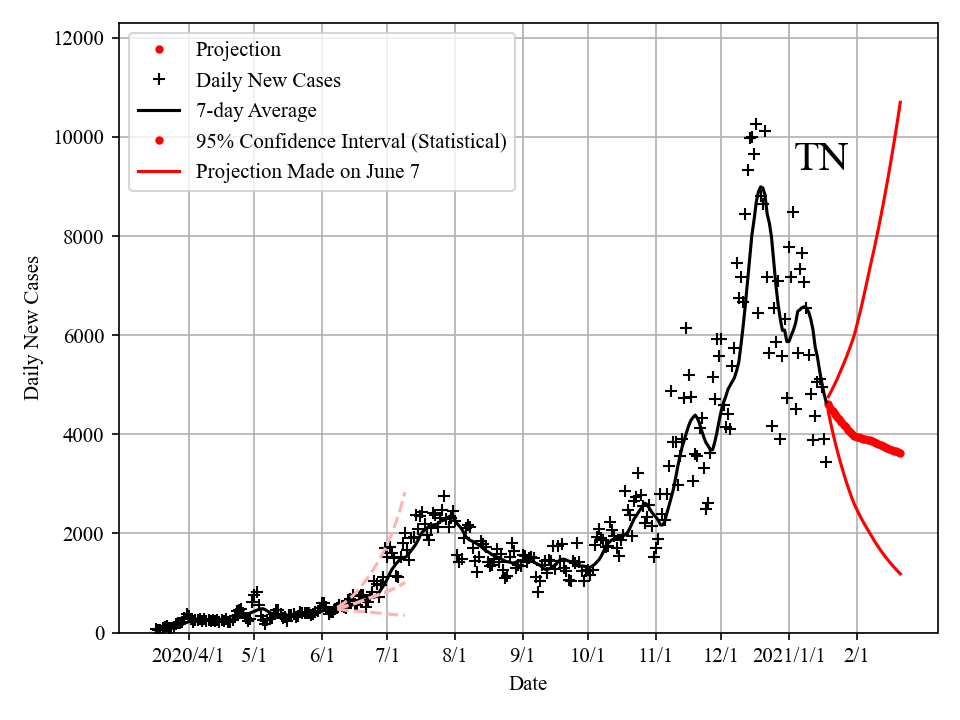 12000
10000
8000
6000
4000
2000
0
Daily New Cases
Projection
Daily New Cases
7-day Average
95% Confidence Interval (Statistical)
Projection Made on June 7
TN
2020/4/1 5/1 6/1 7/1 8/1 9/1 10/1 11/1 12/1 2021/1/1 2/1
Date